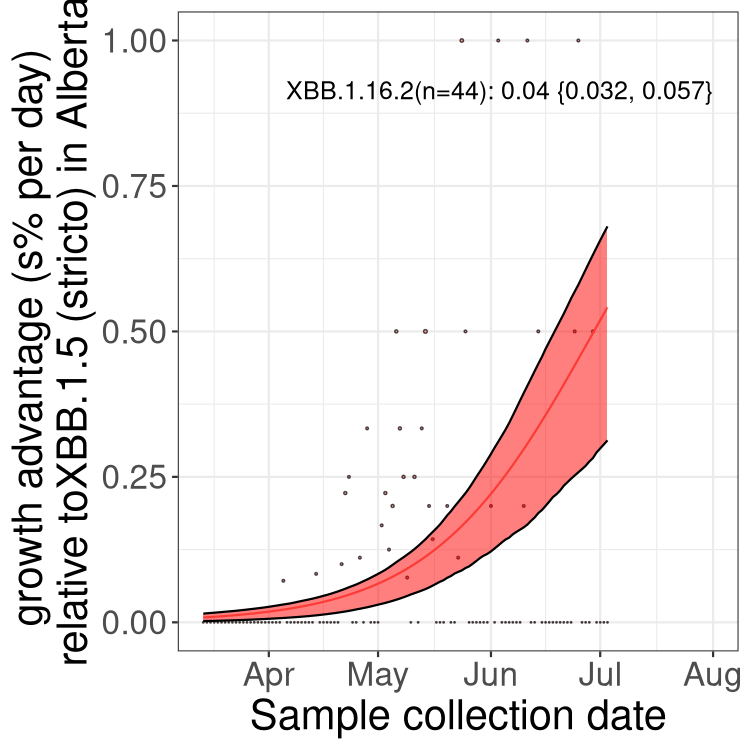 growth advantage (s% per day)
relative toXBB.1.5 (stricto) in Alberta
1.00
0.75
0.50
0.25
0.00
XBB.1.16.2(n=44): 0.04 {0.032, 0.057}
Apr May Jun Jul Aug
Sample collection date